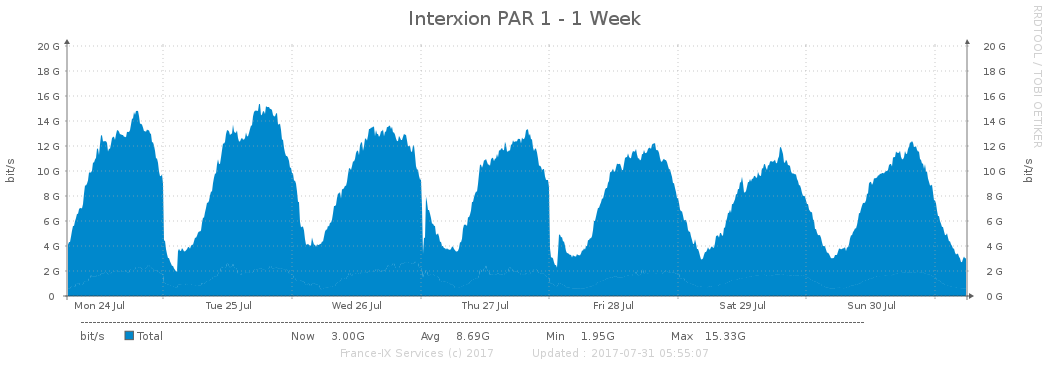 Interxion PAR 1 - 1 Week
RRDTOOL / TOBI OETIKER
20 G 20 G
18 G 18 G
16 G 16 G
14 G 14 G
12 G 12 G
10 G 10 G
8 G 8 G
6 G 6 G
4 G 4 G
2 G 2 G
0 0 G
bit/s
bit/s
Mon 24 Jul Tue 25 Jul Wed 26 Jul Thu 27 Jul Fri 28 Jul Sat 29 Jul Sun 30 Jul
bit/s Total Now 3.00G Avg 8.69G Min 1.95G Max 15.33G
France-IX Services (c) 2017 Updated : 2017-07-31 05:55:07